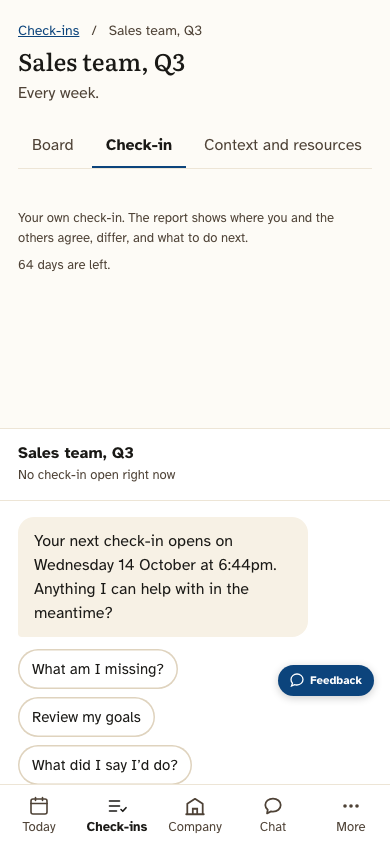 Check-ins / Sales team, Q3
Sales team, Q3
Every week.
Board Check-in Context and resources
Your own check-in. The report shows where you and the
others agree, differ, and what to do next.
64 days are left.
Sales team, Q3
No check-in open right now
Your next check-in opens on
Wednesday 14 October at 6:44pm.
Anything I can help with in the
meantime?
What am I missing?
Feedback
Review my goals
What did I say I’d do?
Today Check-ins Company Chat More